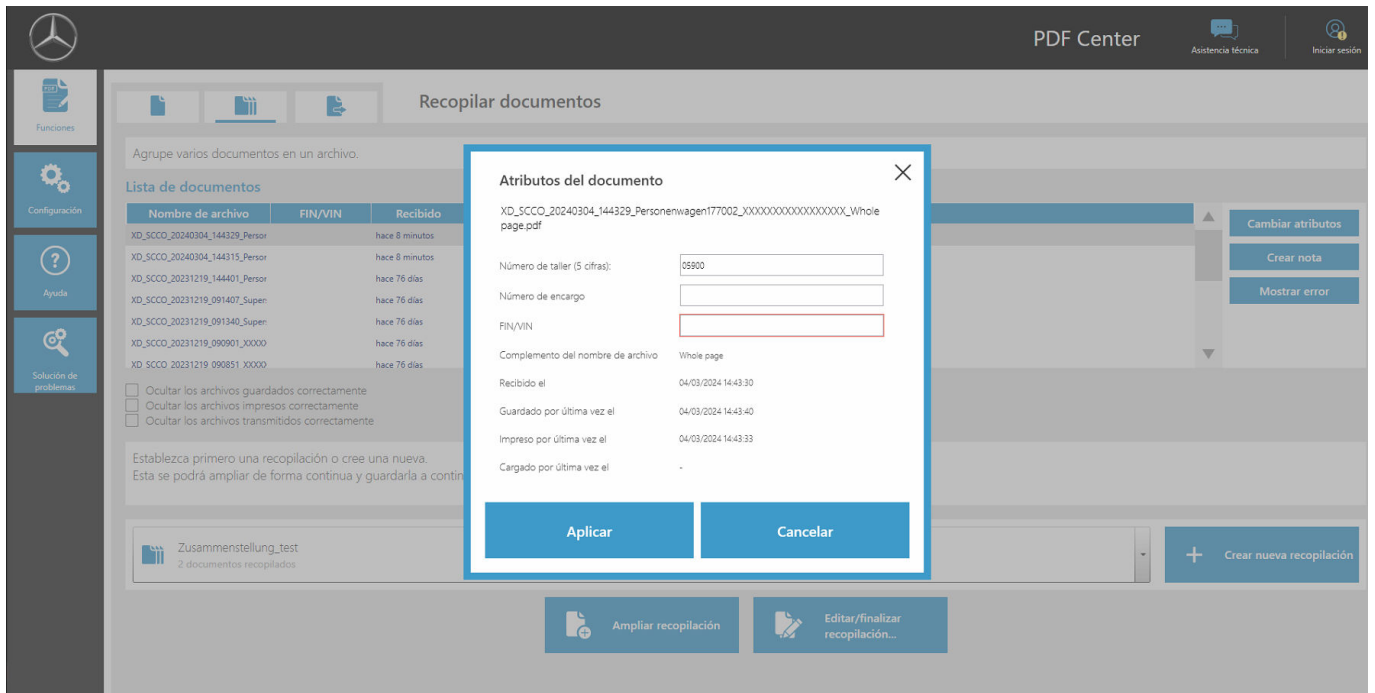 PDF Center
Asistencia técnica
Iniciar sesión
PDF
Funciones
Configuración
Ayuda
Solución de
problemas
Recopilar documentos
Agrupe varios documentos en un archivo.
Lista de documentos
Nombre de archivo FIN/VIN Recibido
XD_SCCO_20240304_144329_Persor hace 8 minutos
XD_SCCO_20240304_144315_Persor hace 8 minutos
XD_SCCO_20231219_144401_Persor hace 76 días
XD_SCCO_20231219_091407_Super: hace 76 días
XD_SCCO_20231219_091340_Super: hace 76 días
XD_SCCO_20231219_090901_XXXXX hace 76 días
XD SCCO 20231219 090851 XXXXX hace 76 días
Cambiar atributos
Crear nota
Mostrar error
Ocultar los archivos guardados correctamente
Ocultar los archivos impresos correctamente
Ocultar los archivos transmitidos correctamente
Establezca primero una recopilación o cree una nueva.
Esta se podrá ampliar de forma continua y guardarla a contin
Zusammenstellung_test
2 documentos recopilados
Crear nueva recopilación
Ampliar recopilación
Editar/finalizar
recopilación...
Atributos del documento
XD_SCCO_20240304_144329_Personenwagen177002_XXXXXXXXXXXXXXXXX_Whole
page.pdf
Número de taller (5 cifras): 05900
Número de encargo
FIN/VIN
Complemento del nombre de archivo Whole page
Recibido el 04/03/2024 14:43:30
Guardado por última vez el 04/03/2024 14:43:40
Impreso por última vez el 04/03/2024 14:43:33
Cargado por última vez el -
Aplicar
Cancelar